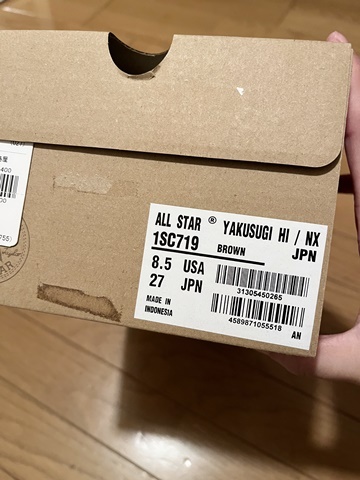 ALL STAR ® YAKUSUGI HI / NX
1SC719 BROWN JPN
8.5 USA
27 JPN
31305450265
MADE IN
INDONESIA
4589871055518
AN